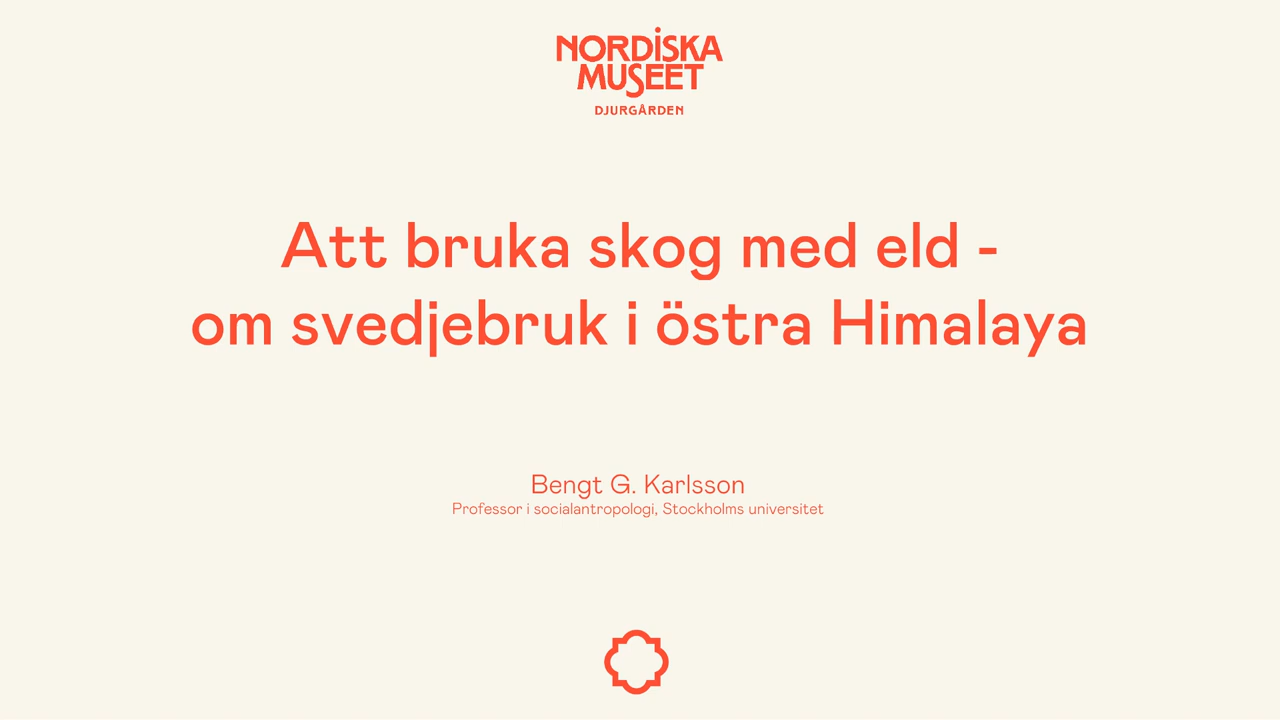 NORDISKA
MUSEET
DJURGÅRDEN
Att bruka skog med eld -
om svedjebruk i östra Himalaya
Bengt G. Karlsson
Professor i socialantropologi, Stockholms universitet